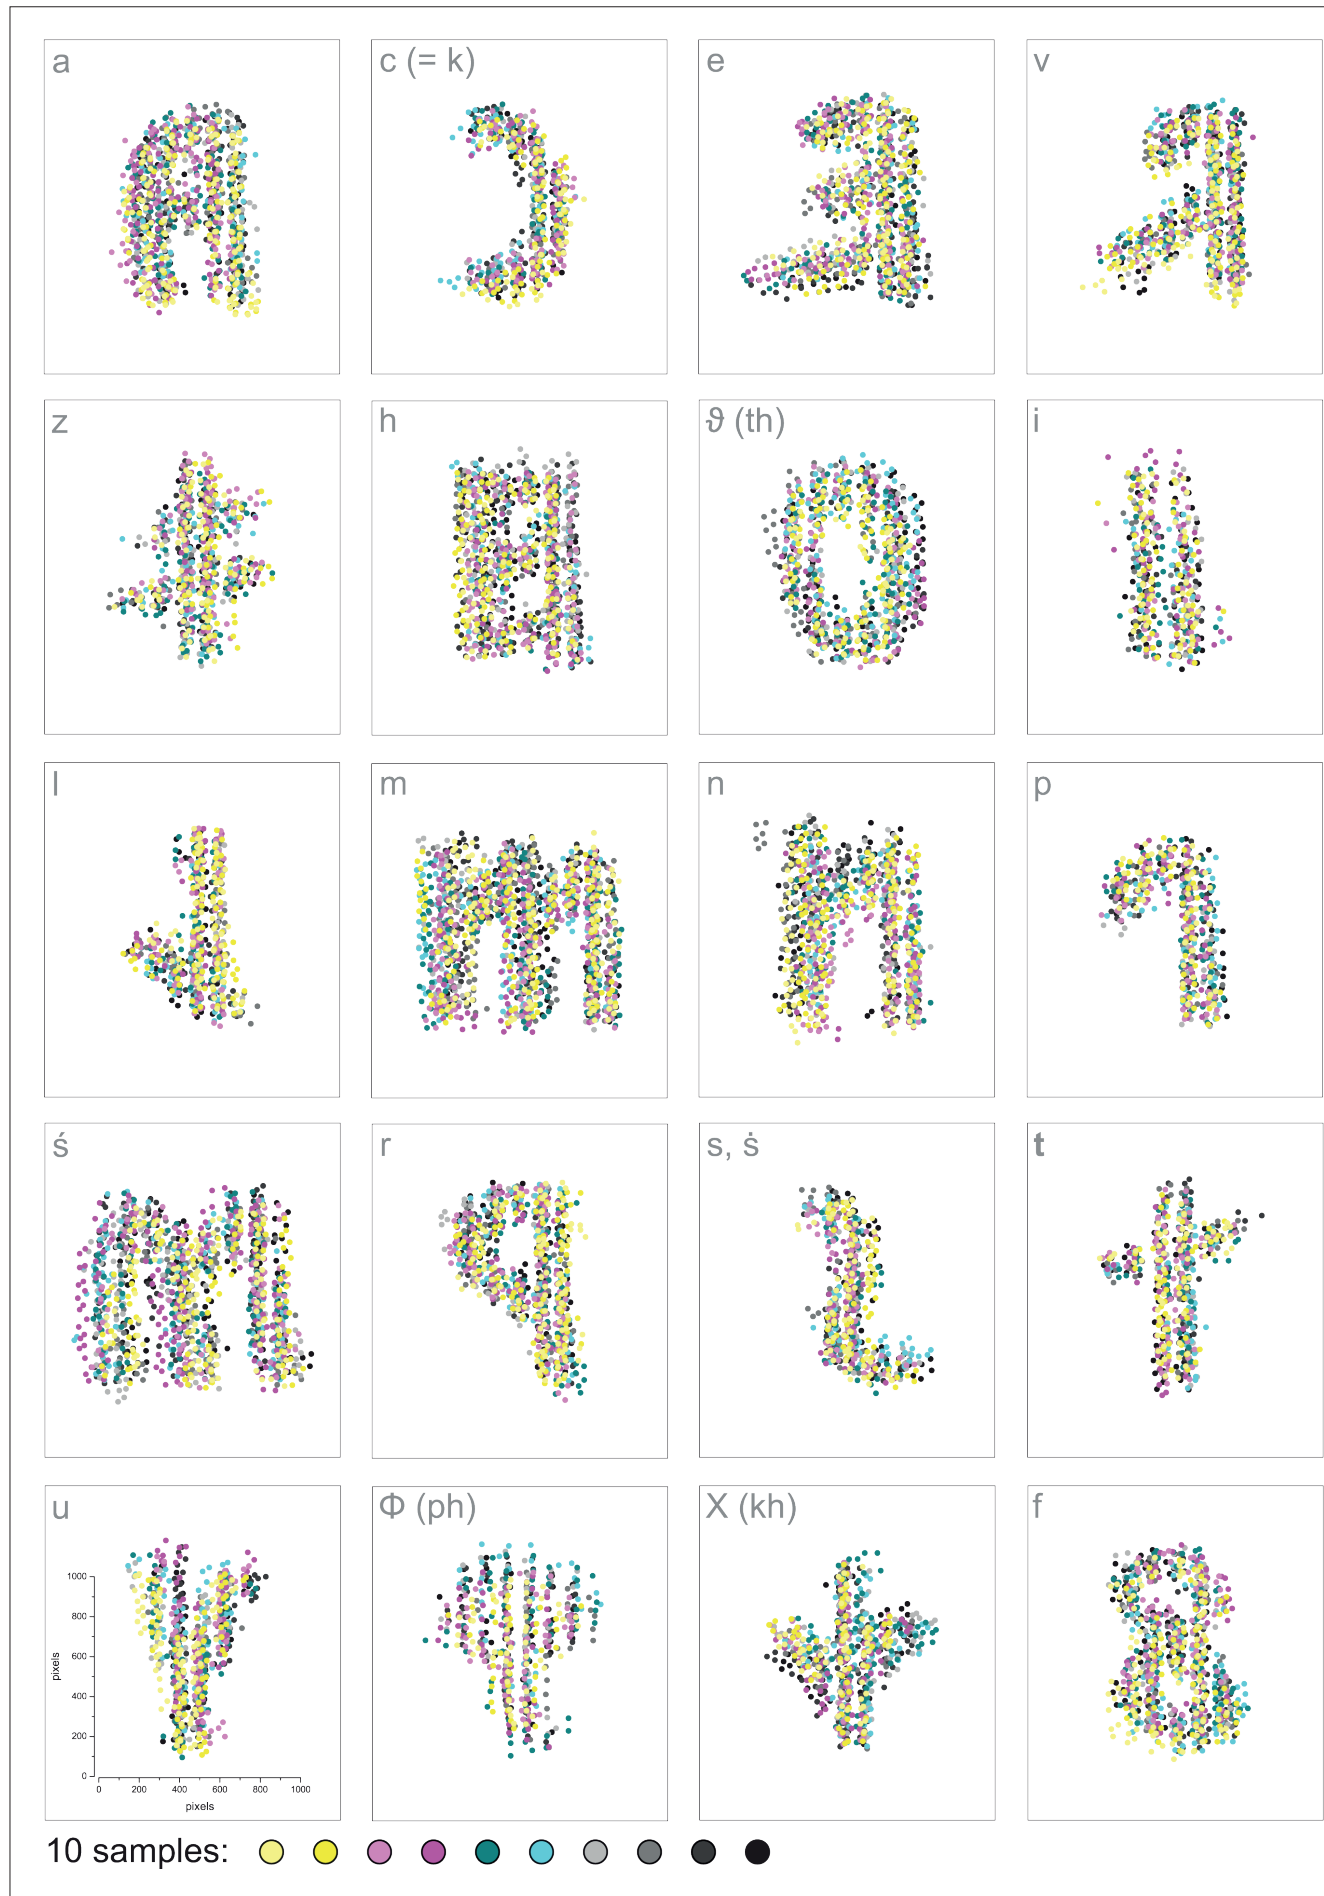 a c (= k) e v
z h ϑ (th) i
l m n p
ś r s, ṡ t
u Φ (ph) X (kh) f
1000
800
600
400
200
0
pixels
0 200 400 600 800 1000
pixels
10 samples: